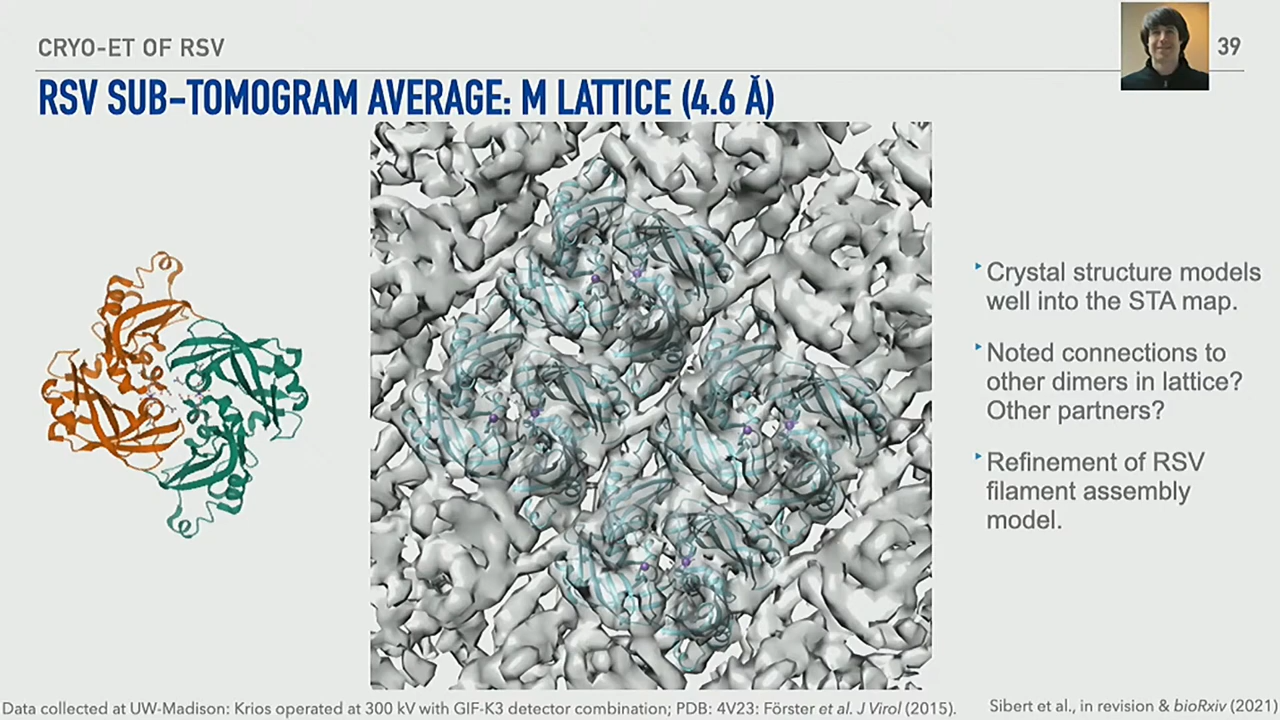 CRYO-ET OF RSV
39
RSV SUB-TOMOGRAM AVERAGE: M LATTICE (4.6 Å)
Crystal structure models
well into the STA map.
Noted connections to
other dimers in lattice?
Other partners?
Refinement of RSV
filament assembly
model.
Data collected at UW-Madison: Krios operated at 300 kV with GIF-K3 detector combination; PDB: 4V23: Förster et al. J Virol (2015).
Sibert et al., in revision & bioRxiv (2021)